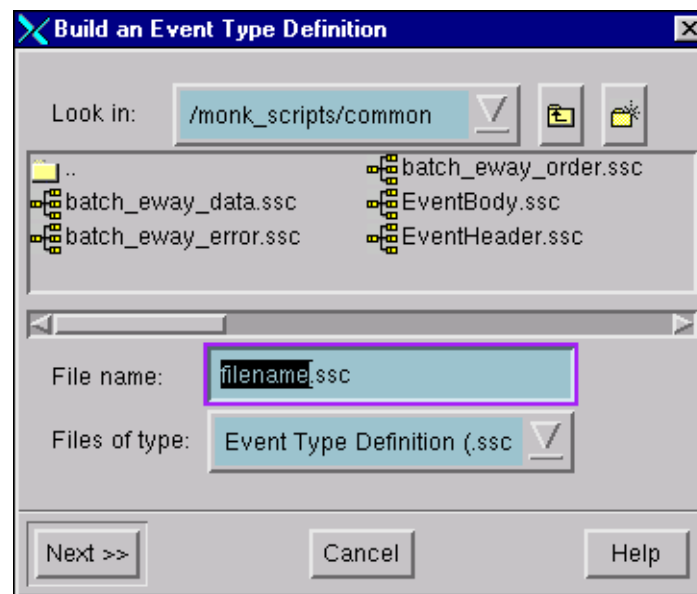 Build an Event Type Definition
Look in: /monk_scripts/common
.. batch_eway_order.ssc
batch_eway_data.ssc EventBody.ssc
batch_eway_error.ssc EventHeader.ssc
File name: filename.ssc
Files of type: Event Type Definition (.ssc
Next >> Cancel Help